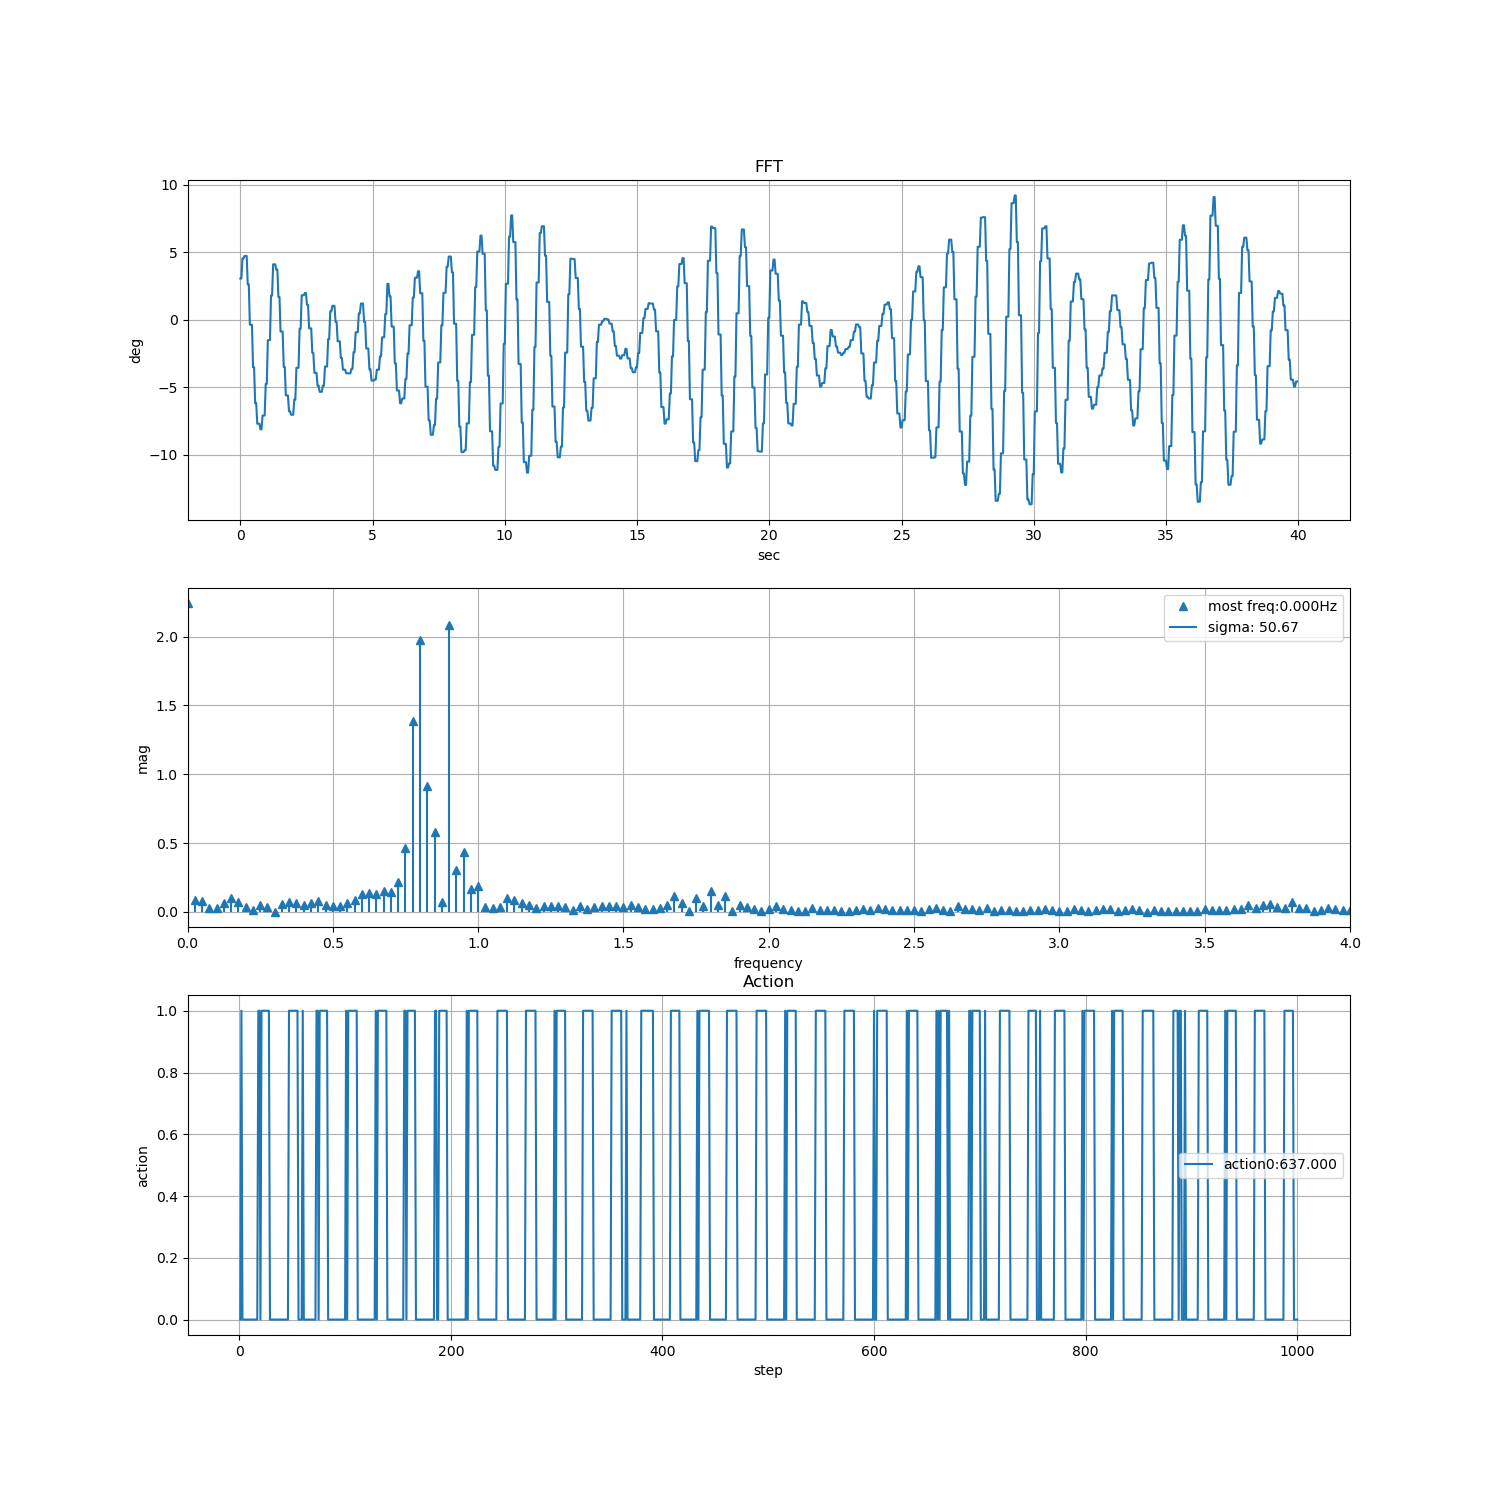 FFT
10
5
0
−5
−10
deg
0 5 10 15 20 25 30 35 40
sec
most freq:0.000Hz
sigma: 50.67
2.0
1.5
1.0
0.5
0.0
mag
0.0 0.5 1.0 1.5 2.0 2.5 3.0 3.5 4.0
frequency
Action
1.0
0.8
0.6
0.4
0.2
0.0
action
action0:637.000
0 200 400 600 800 1000
step